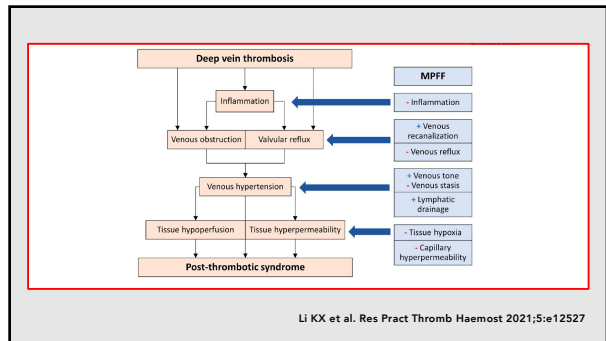 Deep vein thrombosis
MPFF
Inflammation
- Inflammation
Venous obstruction
Valvular reflux
+ Venous
recanalization
- Venous reflux
Venous hypertension
+ Venous tone
- Venous stasis
+ Lymphatic
drainage
Tissue hypoperfusion
Tissue hyperpermeability
- Tissue hypoxia
- Capillary
hyperpermeability
Post-thrombotic syndrome
Li KX et al. Res Pract Thromb Haemost 2021;5:e12527